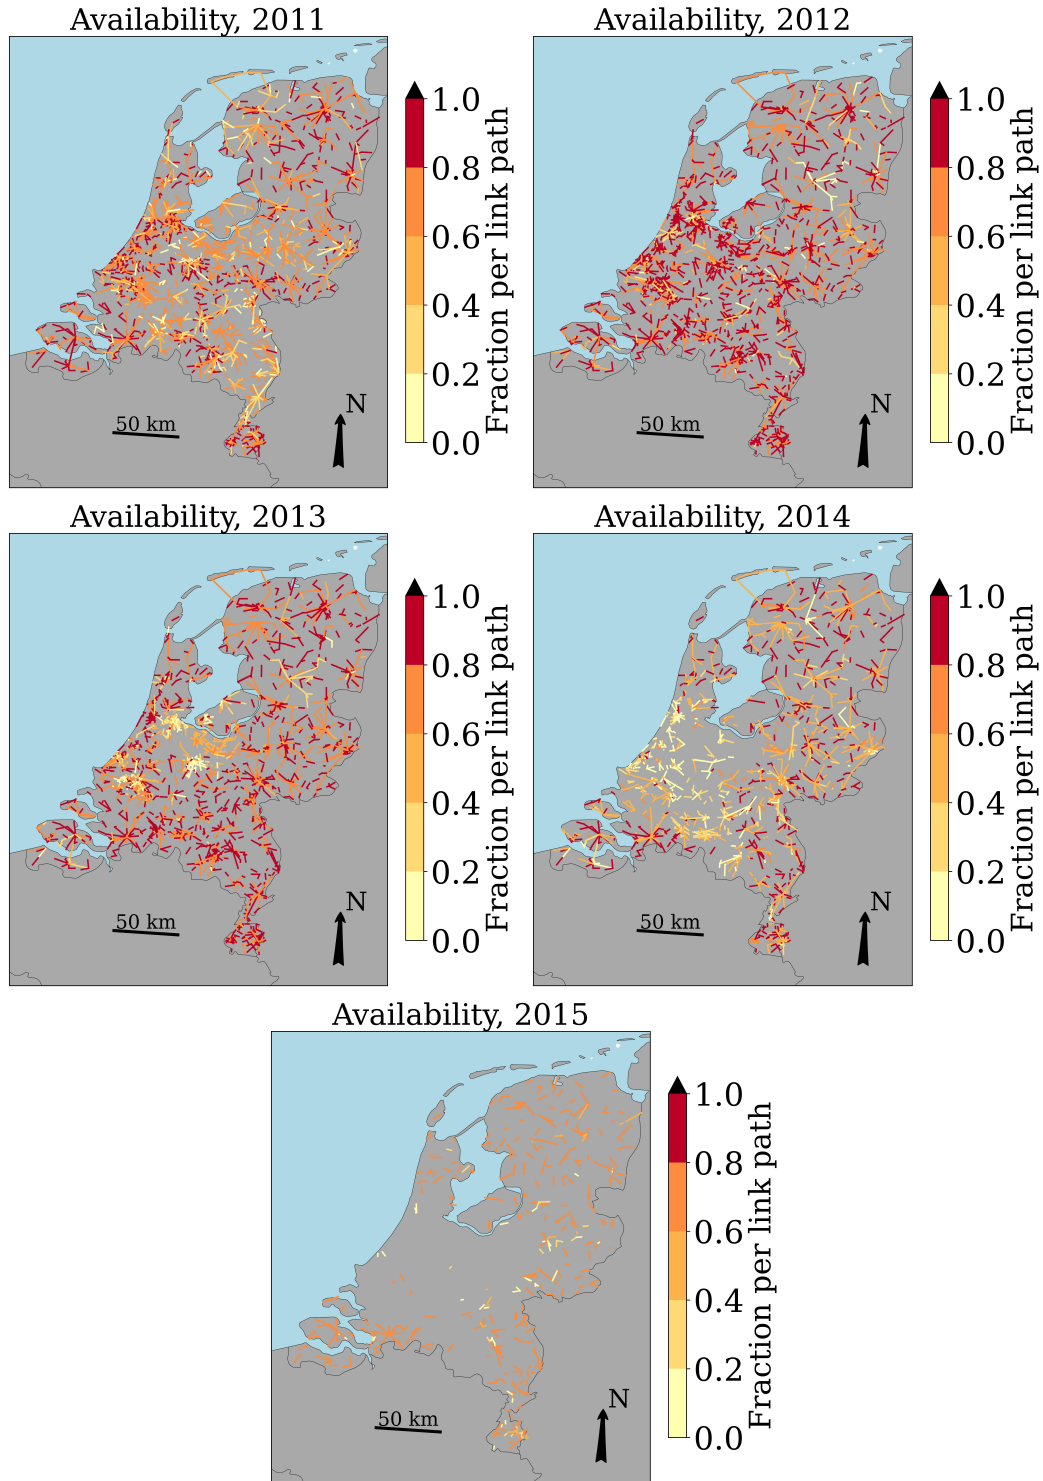 Availability, 2011
1.0
0.8
0.6
0.4
0.2
0.0
Fraction per link path
50 km
N
Availability, 2012
1.0
0.8
0.6
0.4
0.2
0.0
Fraction per link path
50 km
N
Availability, 2013
1.0
0.8
0.6
0.4
0.2
0.0
Fraction per link path
50 km
N
Availability, 2014
1.0
0.8
0.6
0.4
0.2
0.0
Fraction per link path
50 km
N
Availability, 2015
1.0
0.8
0.6
0.4
0.2
0.0
Fraction per link path
50 km
N